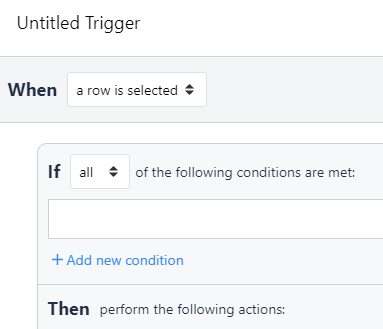 Untitled Trigger
When a row is selected
If all of the following conditions are met:
+ Add new condition
Then perform the following actions: